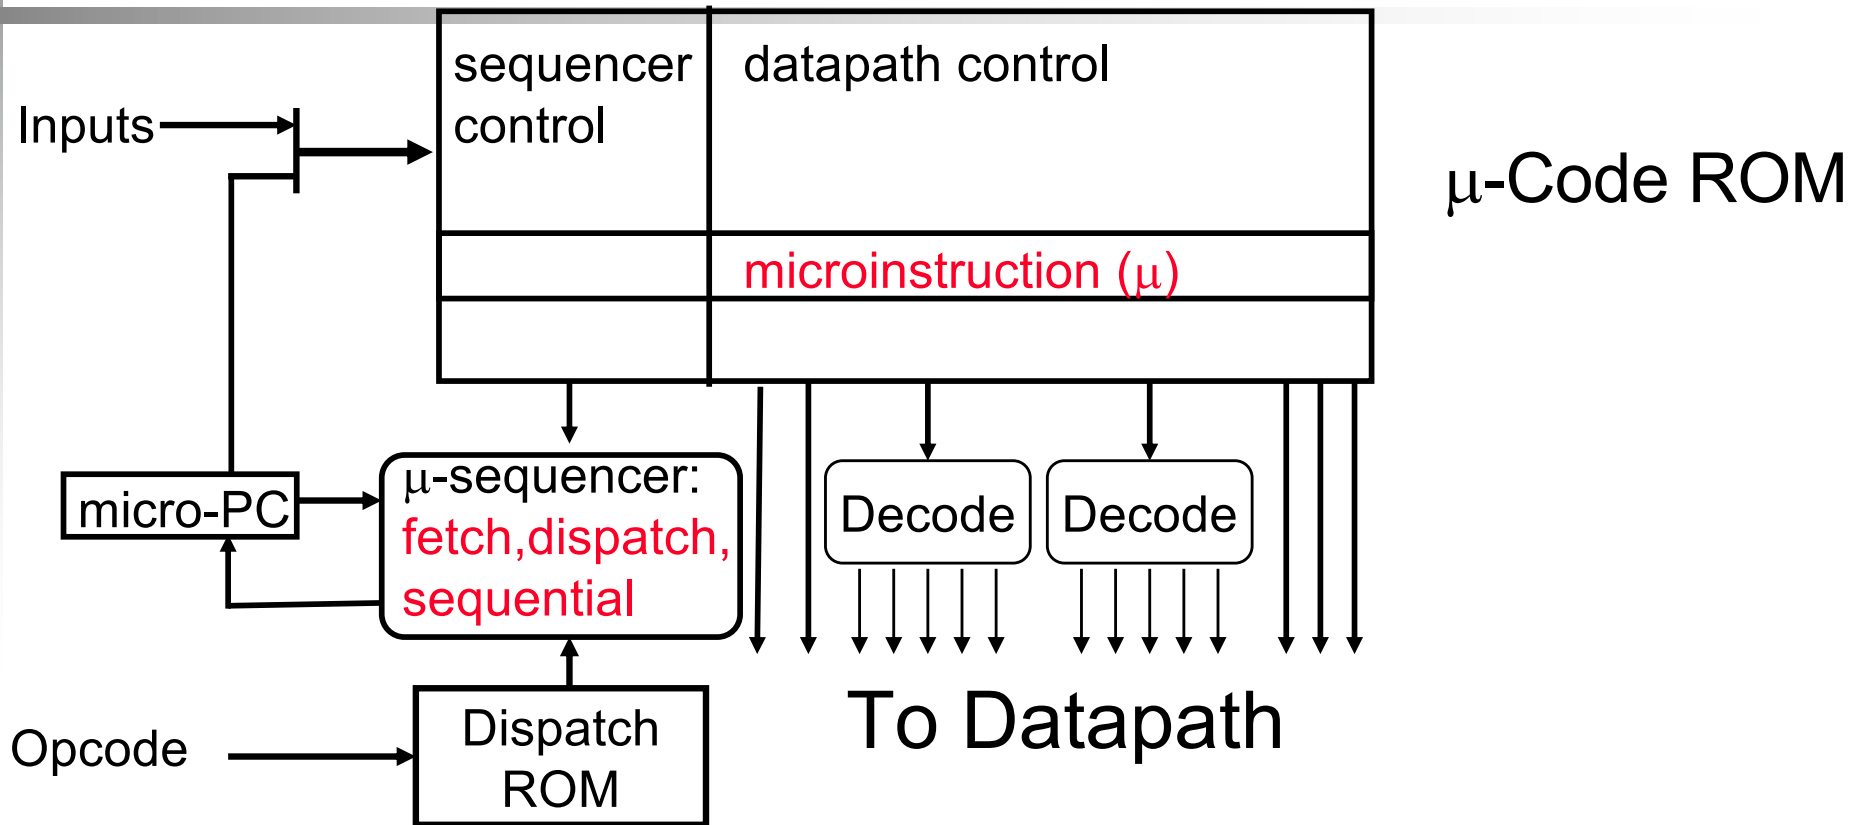 sequencer
control
datapath control
Inputs
μ-Code ROM
microinstruction (μ)
micro-PC
μ-sequencer:
fetch,dispatch,
sequential
Decode
Decode
To Datapath
Opcode
Dispatch
ROM